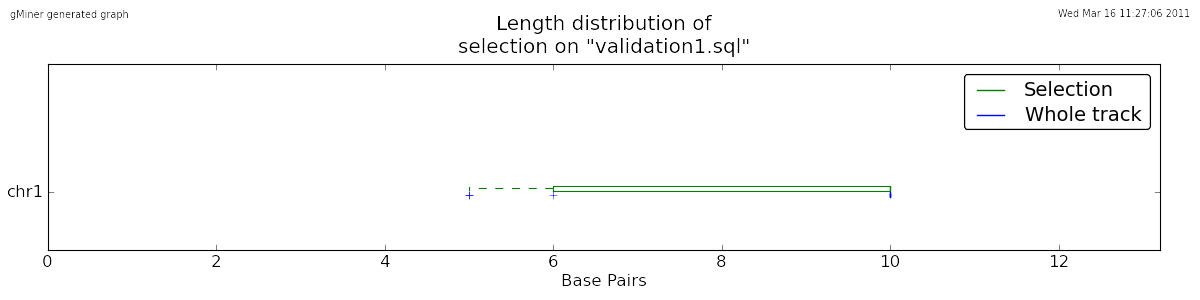 gMiner generated graph
Wed Mar 16 11:27:06 2011
Length distribution of
selection on "validation1.sql"
Selection
Whole track
chr1
0 2 4 6 8 10 12
Base Pairs